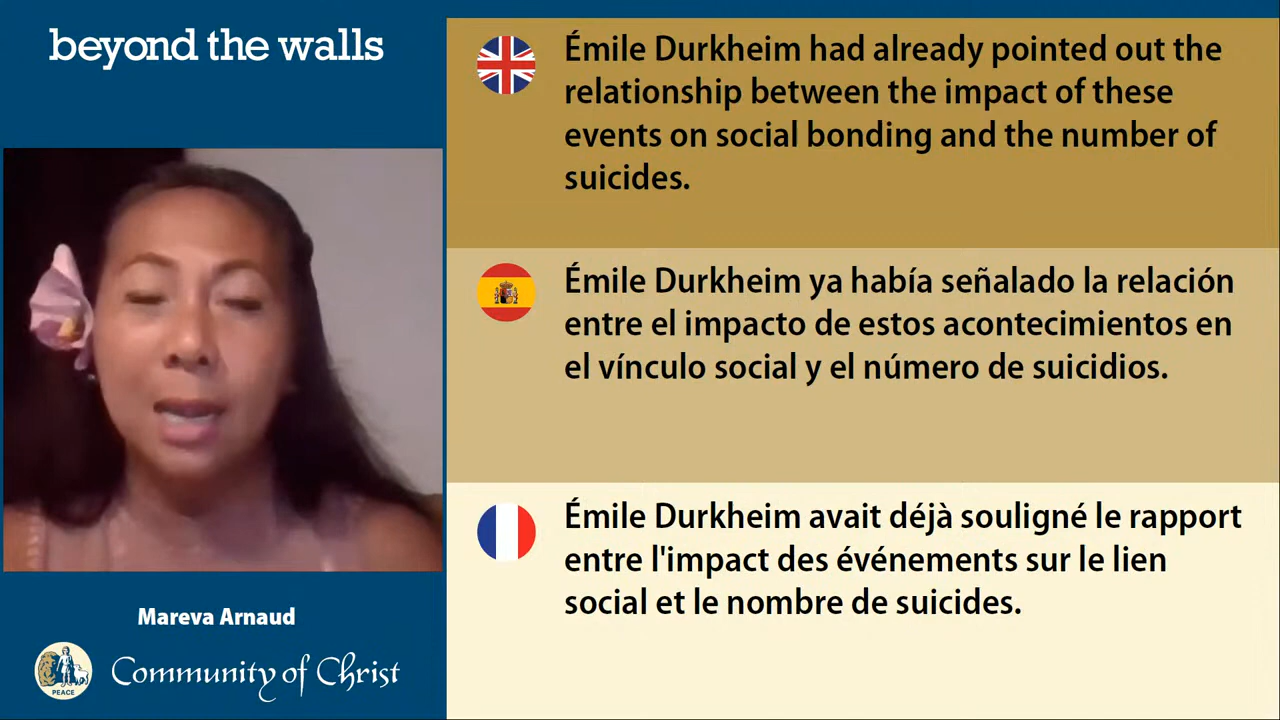 beyond the walls
Émile Durkheim had already pointed out the
relationship between the impact of these
events on social bonding and the number of
suicides.
Émile Durkheim ya había señalado la relación
entre el impacto de estos acontecimientos en
el vínculo social y el número de suicidios.
Émile Durkheim avait déjà souligné le rapport
entre l'impact des événements sur le lien
social et le nombre de suicides.
Mareva Arnaud
PEACE
Community of Christ